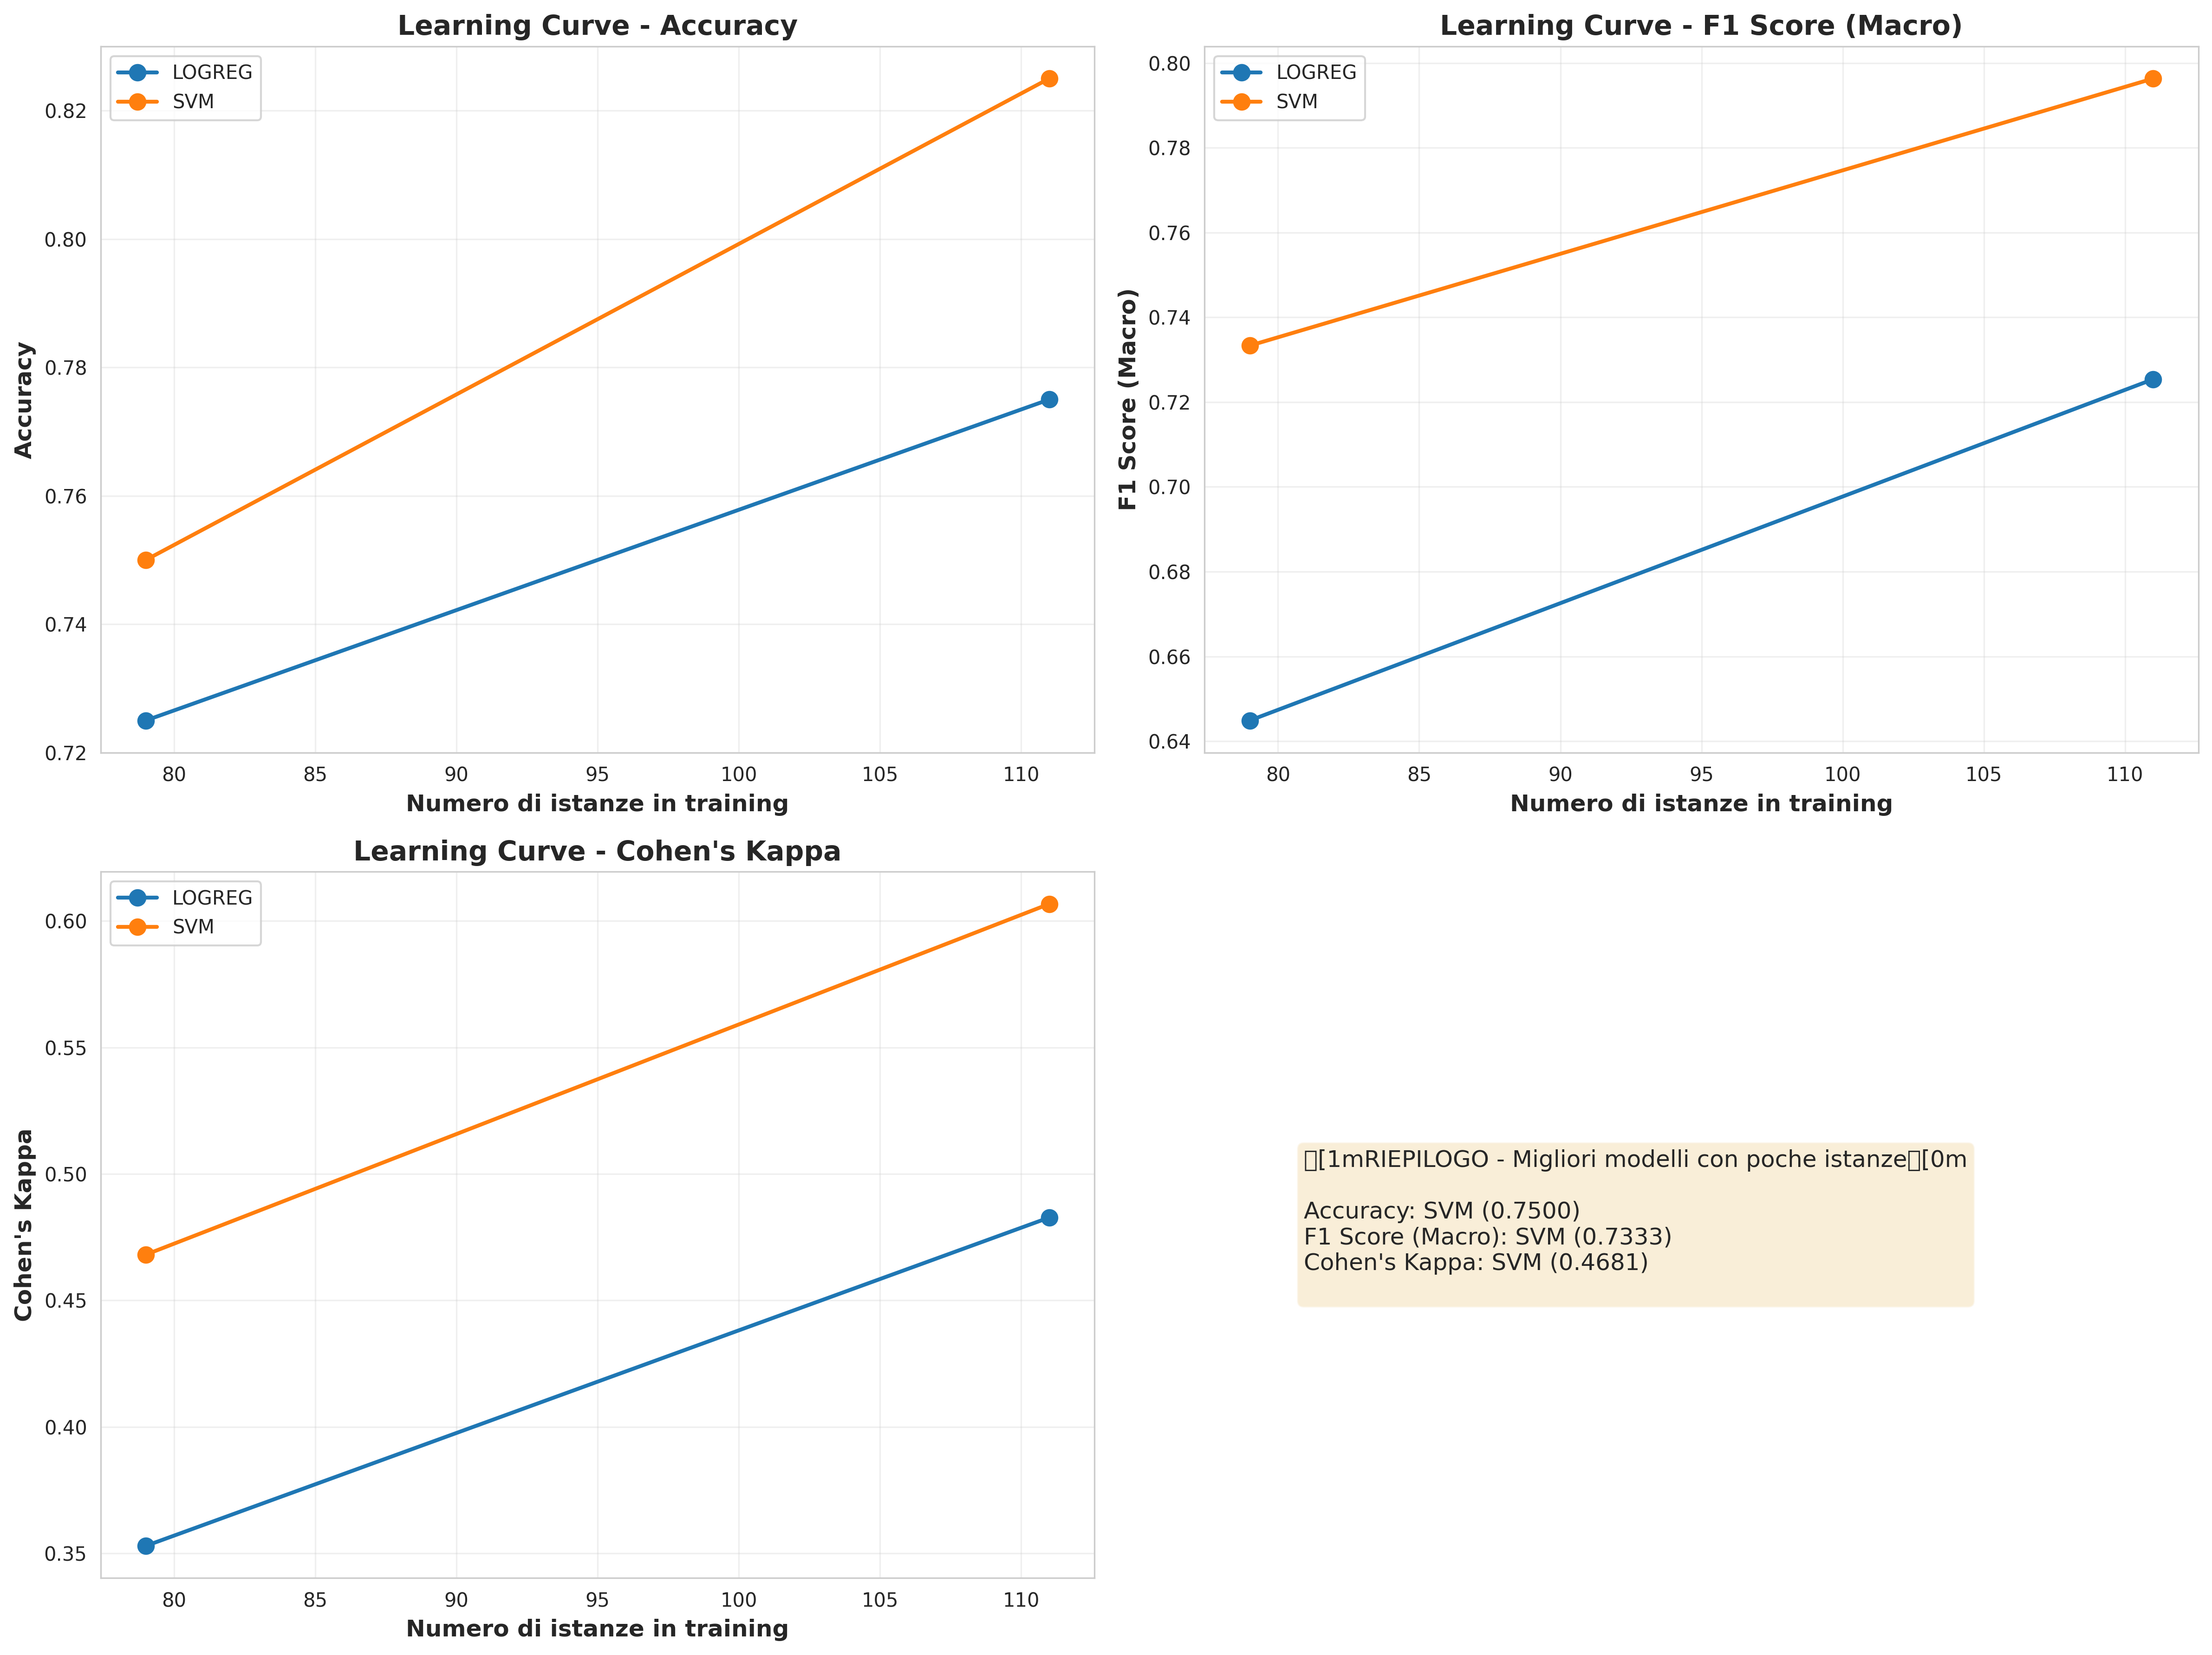 Learning Curve - Accuracy
LOGREG
SVM
0.82
0.80
0.78
0.76
0.74
0.72
Accuracy
80 85 90 95 100 105 110
Numero di istanze in training
Learning Curve - F1 Score (Macro)
LOGREG
SVM
0.80
0.78
0.76
0.74
0.72
0.70
0.68
0.66
0.64
F1 Score (Macro)
80 85 90 95 100 105 110
Numero di istanze in training
Learning Curve - Cohen's Kappa
LOGREG
SVM
0.60
0.55
0.50
0.45
0.40
0.35
Cohen's Kappa
80 85 90 95 100 105 110
Numero di istanze in training
▯[1mRIEPILOGO - Migliori modelli con poche istanze▯[0m
Accuracy: SVM (0.7500)
F1 Score (Macro): SVM (0.7333)
Cohen's Kappa: SVM (0.4681)